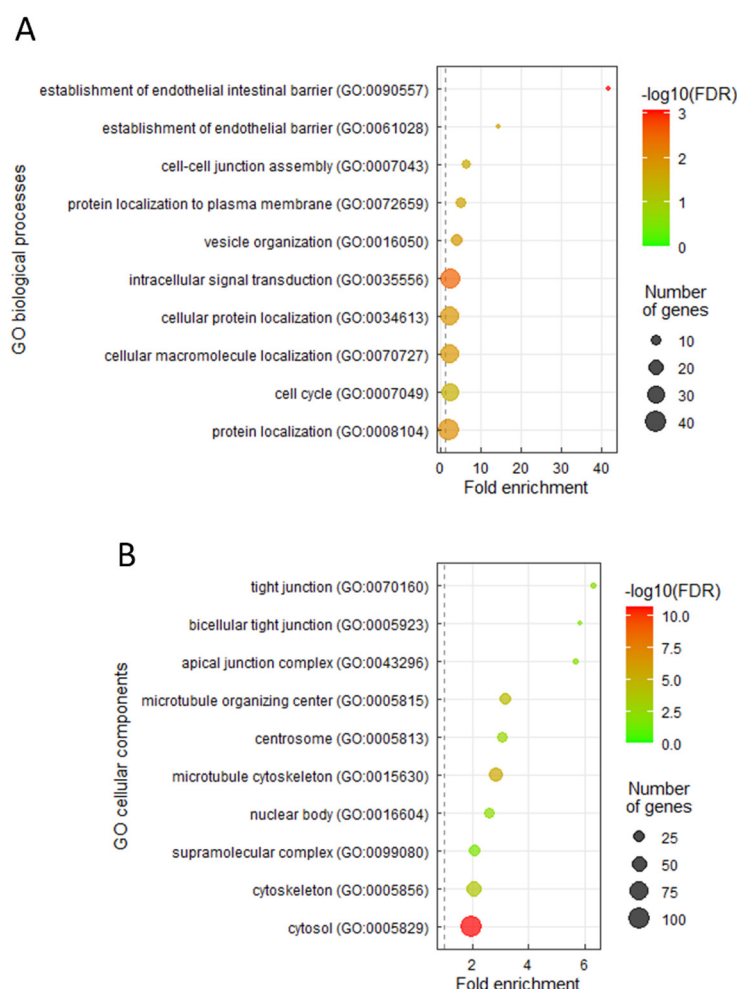 A
establishment of endothelial intestinal barrier (GO:0090557)
establishment of endothelial barrier (GO:0061028)
cell-cell junction assembly (GO:0007043)
protein localization to plasma membrane (GO:0072659)
vesicle organization (GO:0016050)
intracellular signal transduction (GO:0035556)
cellular protein localization (GO:0034613)
cellular macromolecule localization (GO:0070727)
cell cycle (GO:0007049)
protein localization (GO:0008104)
GO biological processes
0 10 20 30 40
Fold enrichment
-log10(FDR)
3
2
1
0
Number
of genes
10
20
30
40
B
tight junction (GO:0070160)
bicellular tight junction (GO:0005923)
apical junction complex (GO:0043296)
microtubule organizing center (GO:0005815)
centrosome (GO:0005813)
microtubule cytoskeleton (GO:0015630)
nuclear body (GO:0016604)
supramolecular complex (GO:0099080)
cytoskeleton (GO:0005856)
cytosol (GO:0005829)
GO cellular components
2 4 6
Fold enrichment
-log10(FDR)
10.0
7.5
5.0
2.5
0.0
Number
of genes
25
50
75
100